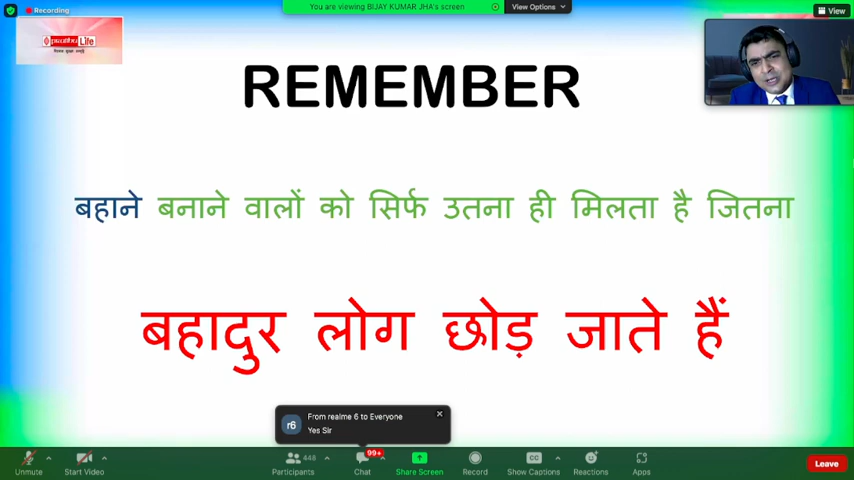 Recording
You are viewing BIJAY KUMAR JHA's screen
View Options
View
Life
REMEMBER
बहाने बनाने वालों को सिर्फ उतना ही मिलता है जितना
बहादुर लोग छोड़ जाते हैं
r6
From realme 6 to Everyone
Yes Sir
99+
448
CC
Unmute
Start Video
Participants
Chat
Share Screen
Record
Show Captions
Reactions
Apps
Leave